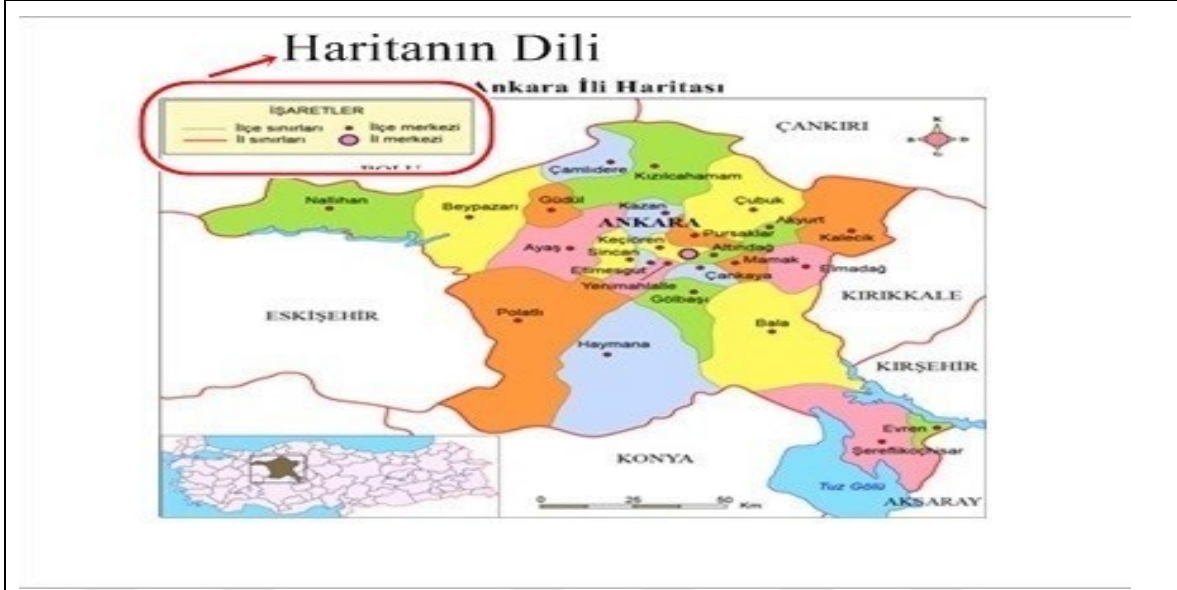 Haritanın Dili
Ankara İli Haritası
İŞARETLER
İlçe sınırları
İlçe merkezi
İl sınırları
İl merkezi
K
B
D
G
ÇANKIRI
BOLU
Çamlıdere
Kızılcahamam
Nallıhan
Beypazarı
Güdül
Kazan
Çubuk
ANKARA
Akyurt
Pursaklar
Kalecik
Ayaş
Keçiören
Sincan
Altındağ
Etimesgut
Mamak
Elmadağ
Çankaya
Yenimahlalle
Gölbaşı
KIRIKKALE
ESKİŞEHİR
Polatlı
Bala
Haymana
KIRŞEHİR
Evren
Şereflikoçhisar
KONYA
Tuz Gölü
AKSARAY
0 25 50
Km